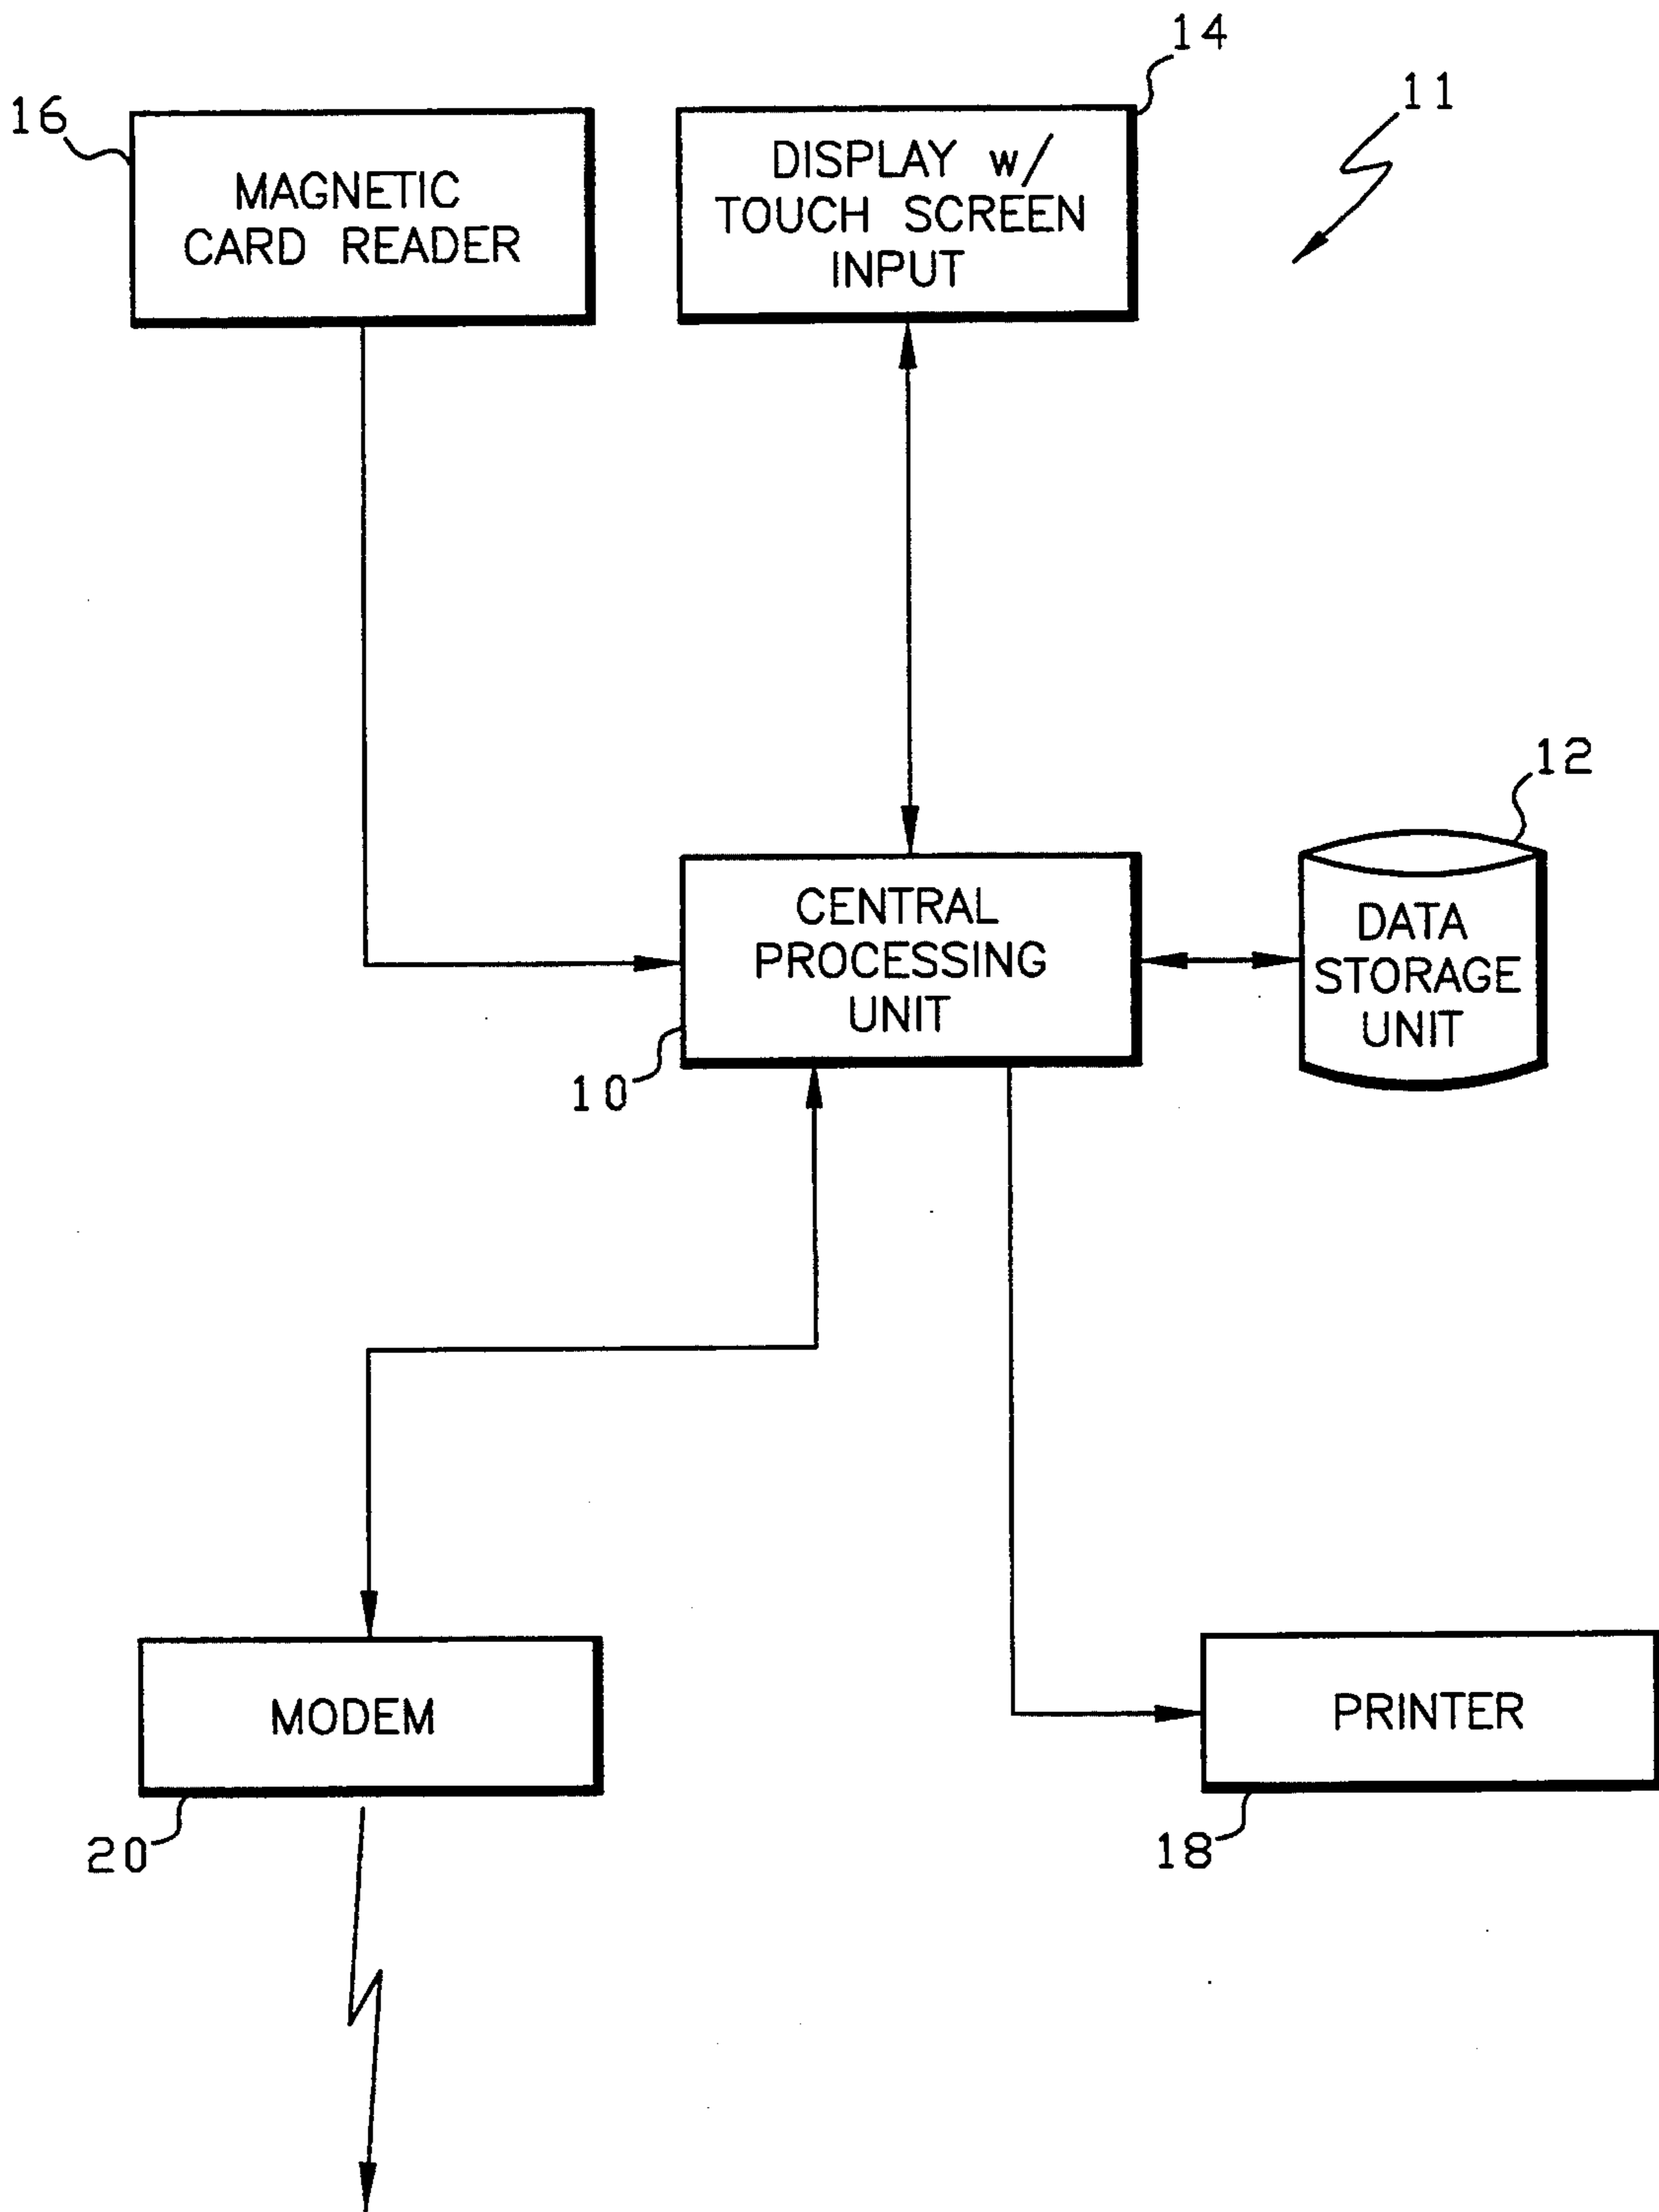 14
11
16
MAGNETIC
CARD READER
DISPLAY w/
TOUCH SCREEN
INPUT
12
CENTRAL
PROCESSING
UNIT
DATA
STORAGE
UNIT
10
MODEM
PRINTER
20
18